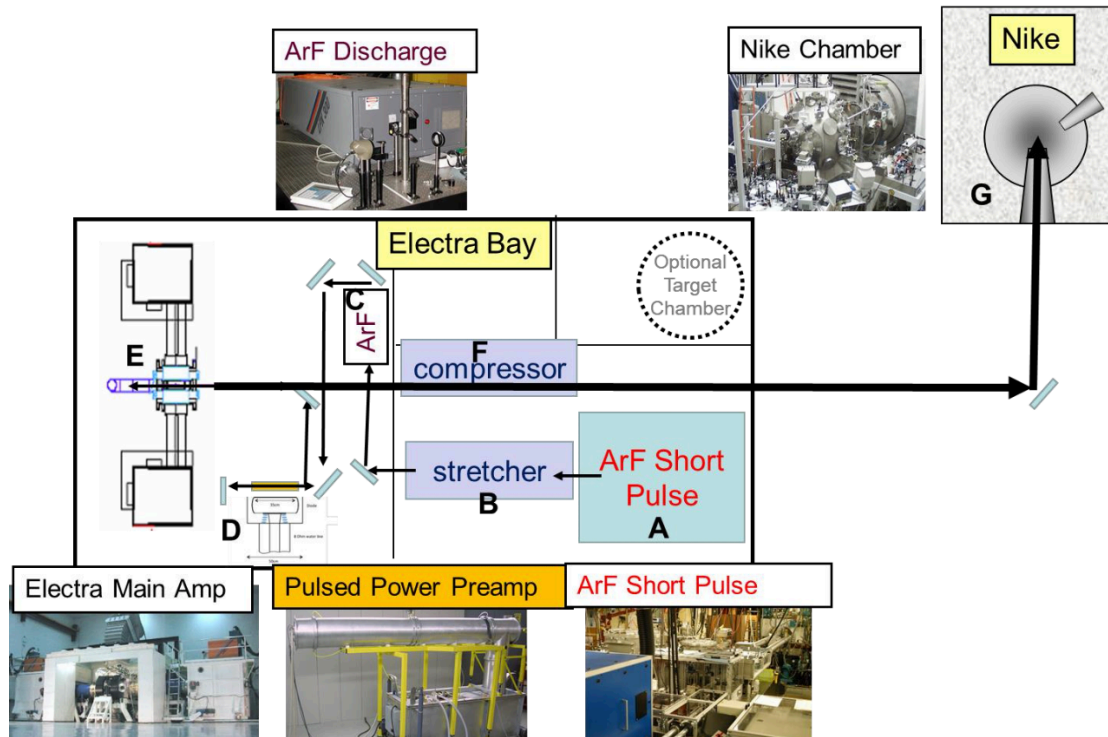 ArF Discharge
Nike Chamber
Nike
G
Electra Bay
Optional
Target
Chamber
C
ArF
E
F
compressor
stretcher
B
ArF Short
Pulse
A
D
Electra Main Amp
Pulsed Power Preamp
ArF Short Pulse